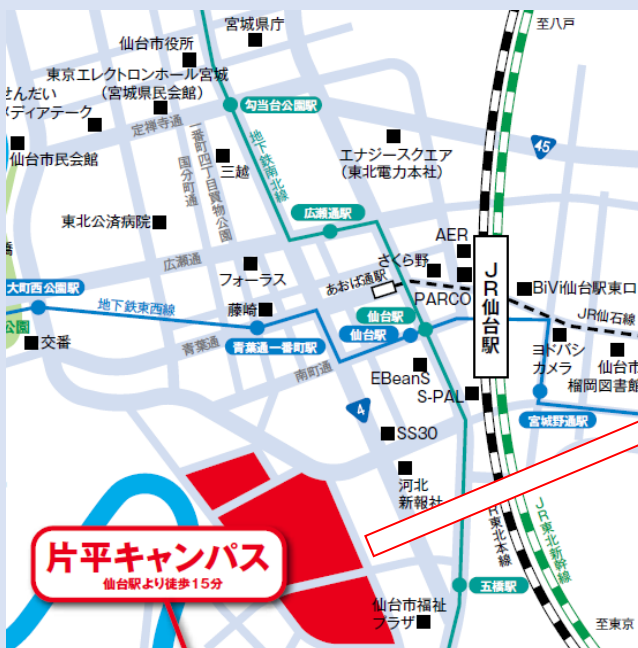 宮城県庁
至八戸
仙台市役所
東京エレクトロンホール宮城
(宮城県民会館)
せんだい
メディアテーク
勾当台公園駅
定禅寺通
仙台市民会館
三越
一番町四丁目買物公園
国分町通
地下鉄南北線
エナジースクエア
(東北電力本社)
45
東北公済病院
広瀬通駅
広瀬通
AER
さくら野
フォーラス
あおば通駅
PARCO
JR仙台駅
BiVi仙台駅東口
橋
大町西公園駅
地下鉄東西線
藤崎
仙台駅
仙台駅
JR仙石線
公園
交番
青葉通
青葉通一番町駅
ヨドバシ
カメラ
仙台市
榴岡図書館
南町通
EBeanS
S-PAL
4
宮城野通駅
SS30
河北
新報社
片平キャンパス
仙台駅より徒歩15分
JR東北本線
JR東北新幹線
五橋駅
仙台市福祉
プラザ
至東京